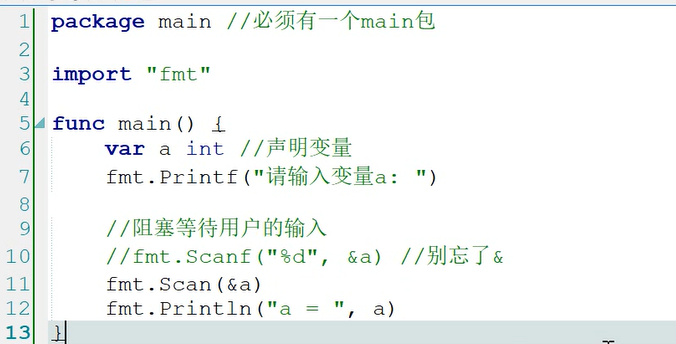 1 package main //必须有一个main包
2
3 import "fmt"
4
5 func main() {
6 var a int //声明变量
7 fmt.Printf("请输入变量a: ")
8
9 //阻塞等待用户的输入
10 //fmt.Scanf("%d", &a) //别忘了&
11 fmt.Scan(&a)
12 fmt.Println("a = ", a)
13 }